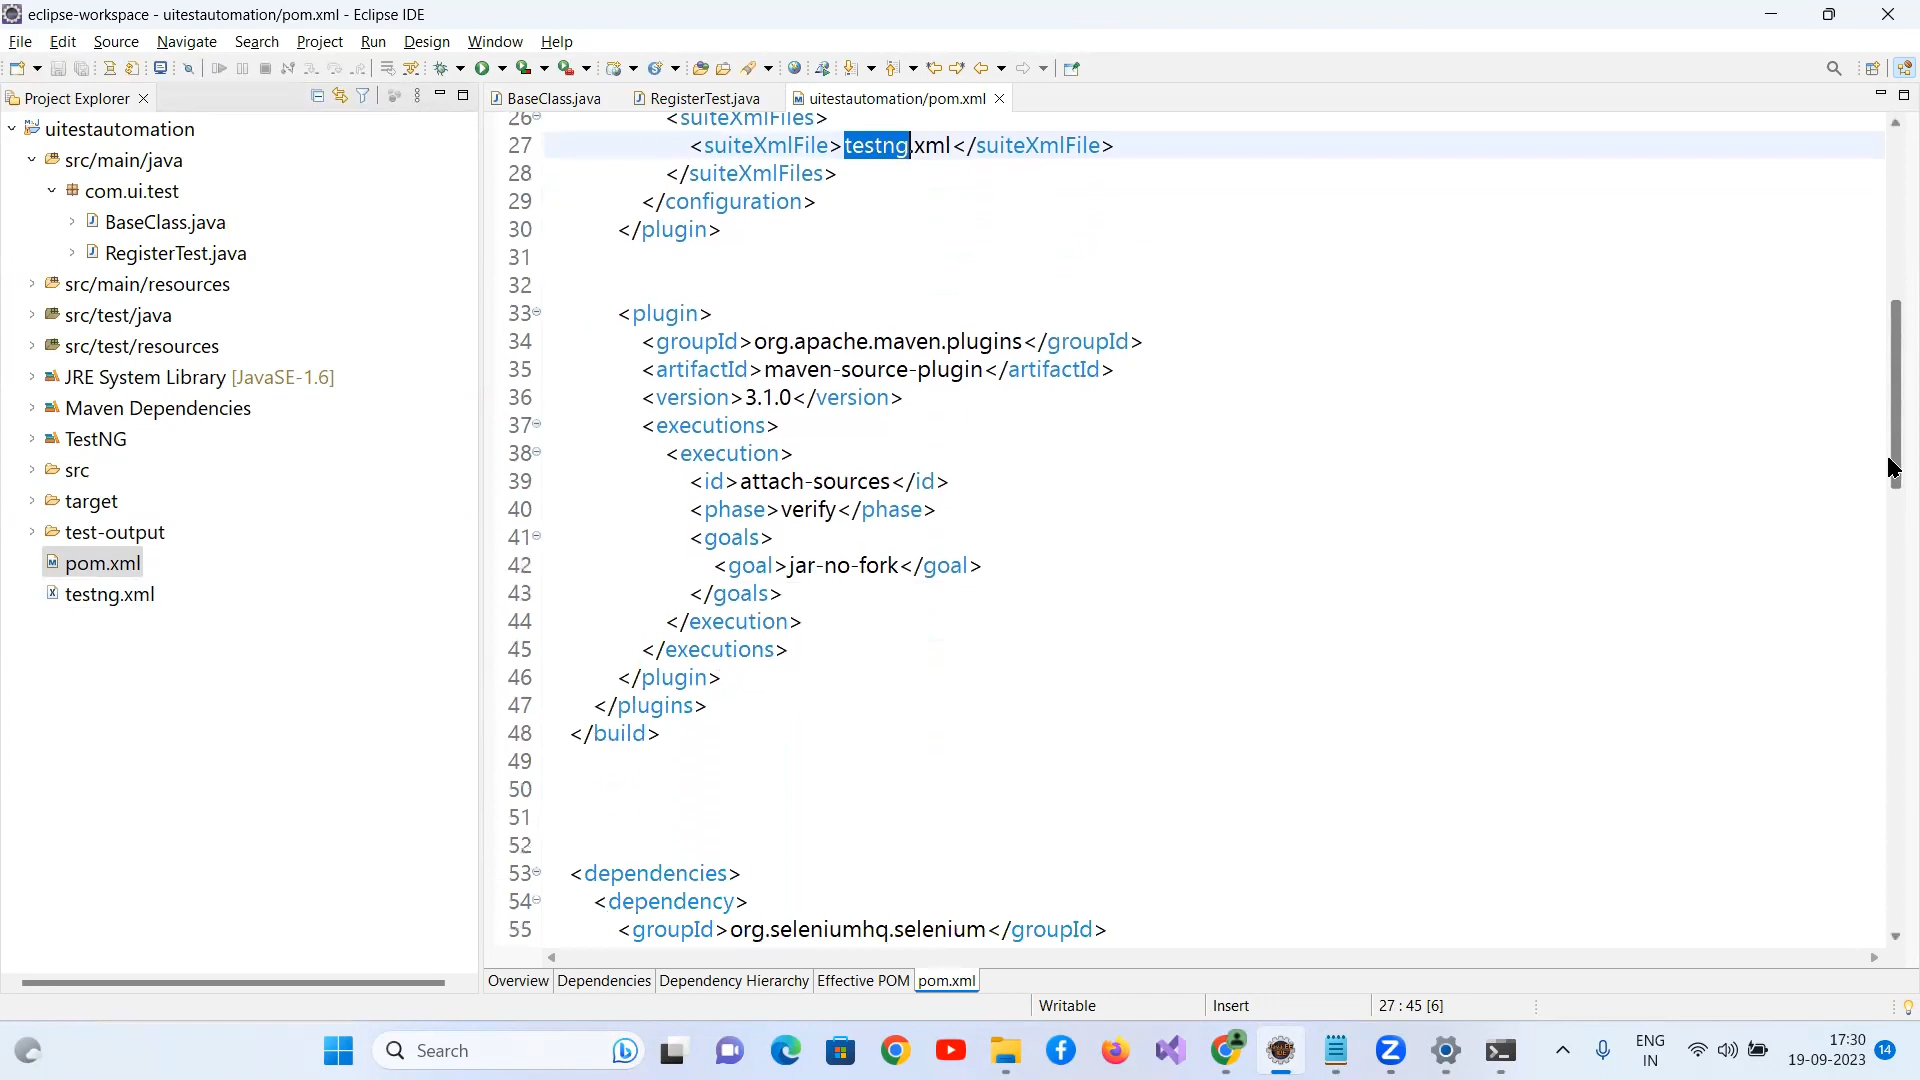 eclipse-workspace - uitestautomation/pom.xml - Eclipse IDE
File Edit Source Navigate Search Project Run Design Window Help
Project Explorer
BaseClass.java RegisterTest.java uitestautomation/pom.xml
uitestautomation
src/main/java
com.ui.test
BaseClass.java
RegisterTest.java
src/main/resources
src/test/java
src/test/resources
JRE System Library [JavaSE-1.6]
Maven Dependencies
TestNG
src
target
test-output
pom.xml
testng.xml
26 <suiteXmlFiles>
27 <suiteXmlFile>testng.xml</suiteXmlFile>
28 </suiteXmlFiles>
29 </configuration>
30 </plugin>
31
32
33 <plugin>
34 <groupId>org.apache.maven.plugins</groupId>
35 <artifactId>maven-source-plugin</artifactId>
36 <version>3.1.0</version>
37 <executions>
38 <execution>
39 <id>attach-sources</id>
40 <phase>verify</phase>
41 <goals>
42 <goal>jar-no-fork</goal>
43 </goals>
44 </execution>
45 </executions>
46 </plugin>
47 </plugins>
48 </build>
49
50
51
52
53 <dependencies>
54 <dependency>
55 <groupId>org.seleniumhq.selenium</groupId>
Overview Dependencies Dependency Hierarchy Effective POM pom.xml
Writable Insert 27 : 45 [6]
Search
ENG
IN
17:30
19-09-2023
14